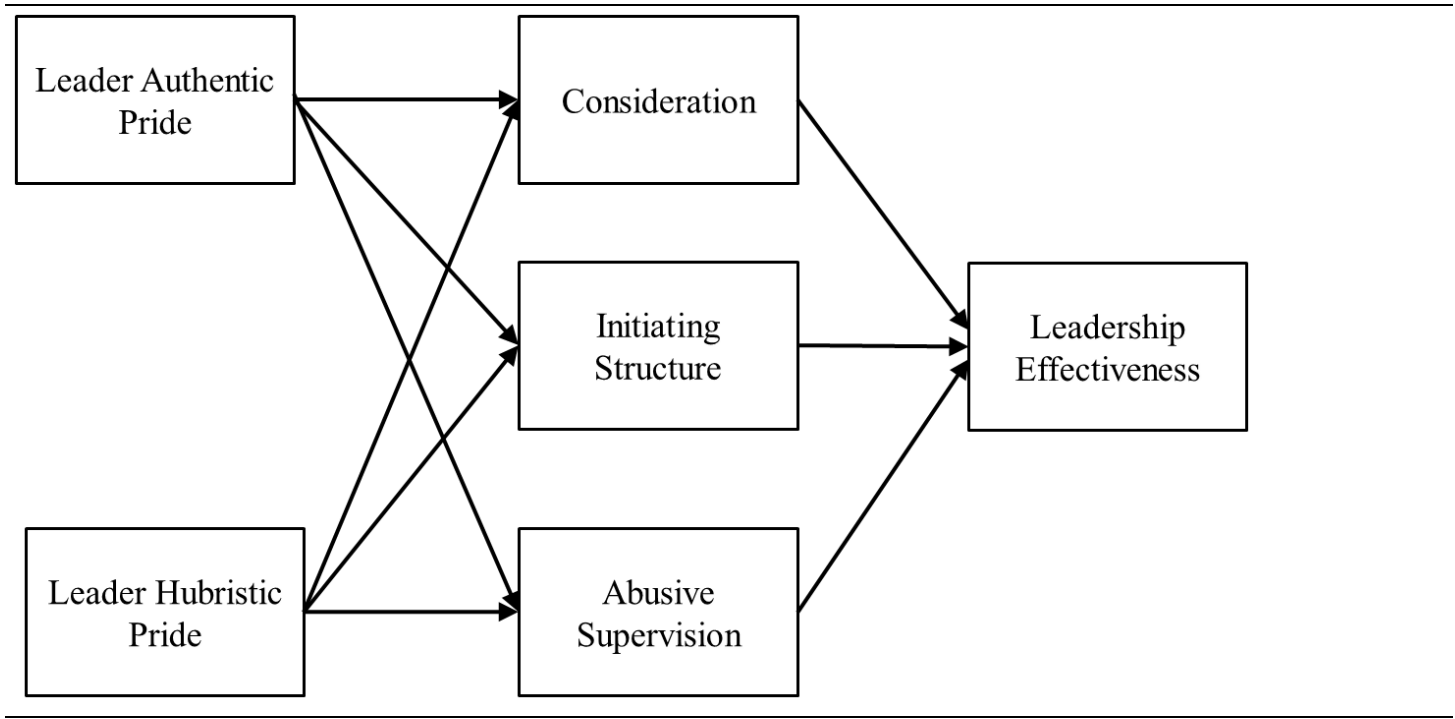 Leader Authentic
Pride
Consideration
Initiating
Structure
Leadership
Effectiveness
Leader Hubristic
Pride
Abusive
Supervision